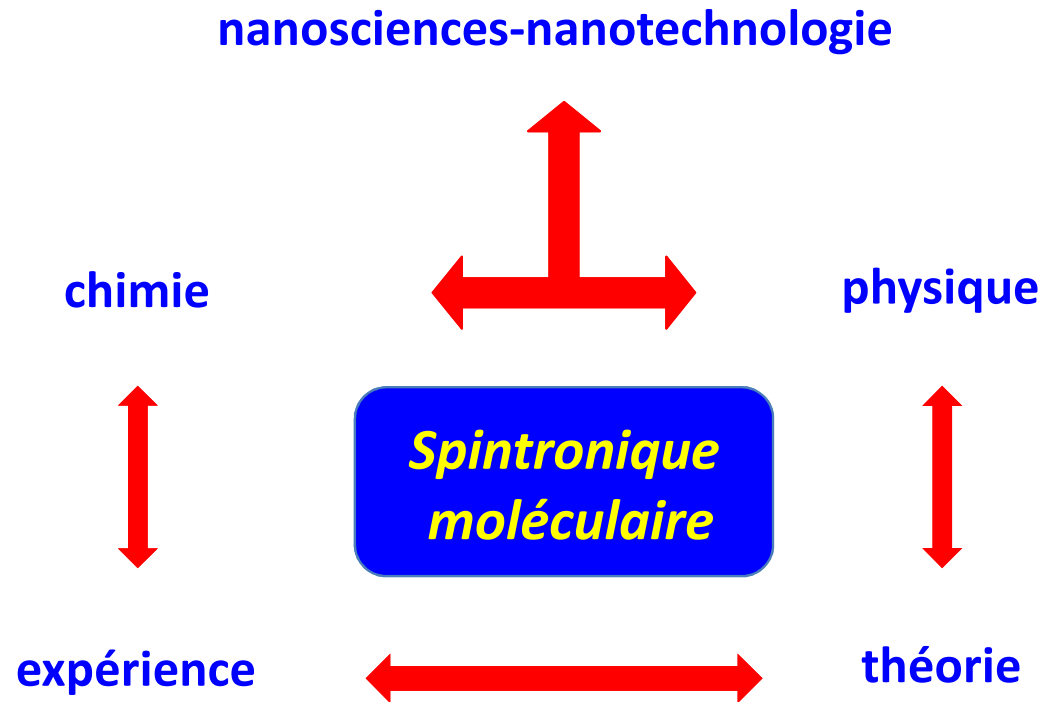 nanosciences-nanotechnologie
chimie
physique
Spintronique
moléculaire
expérience
théorie